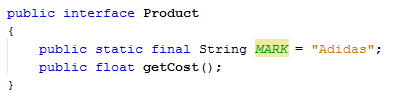 public interface Product
{
    public static final String MARK = "Adidas";
    public float getCost();
}